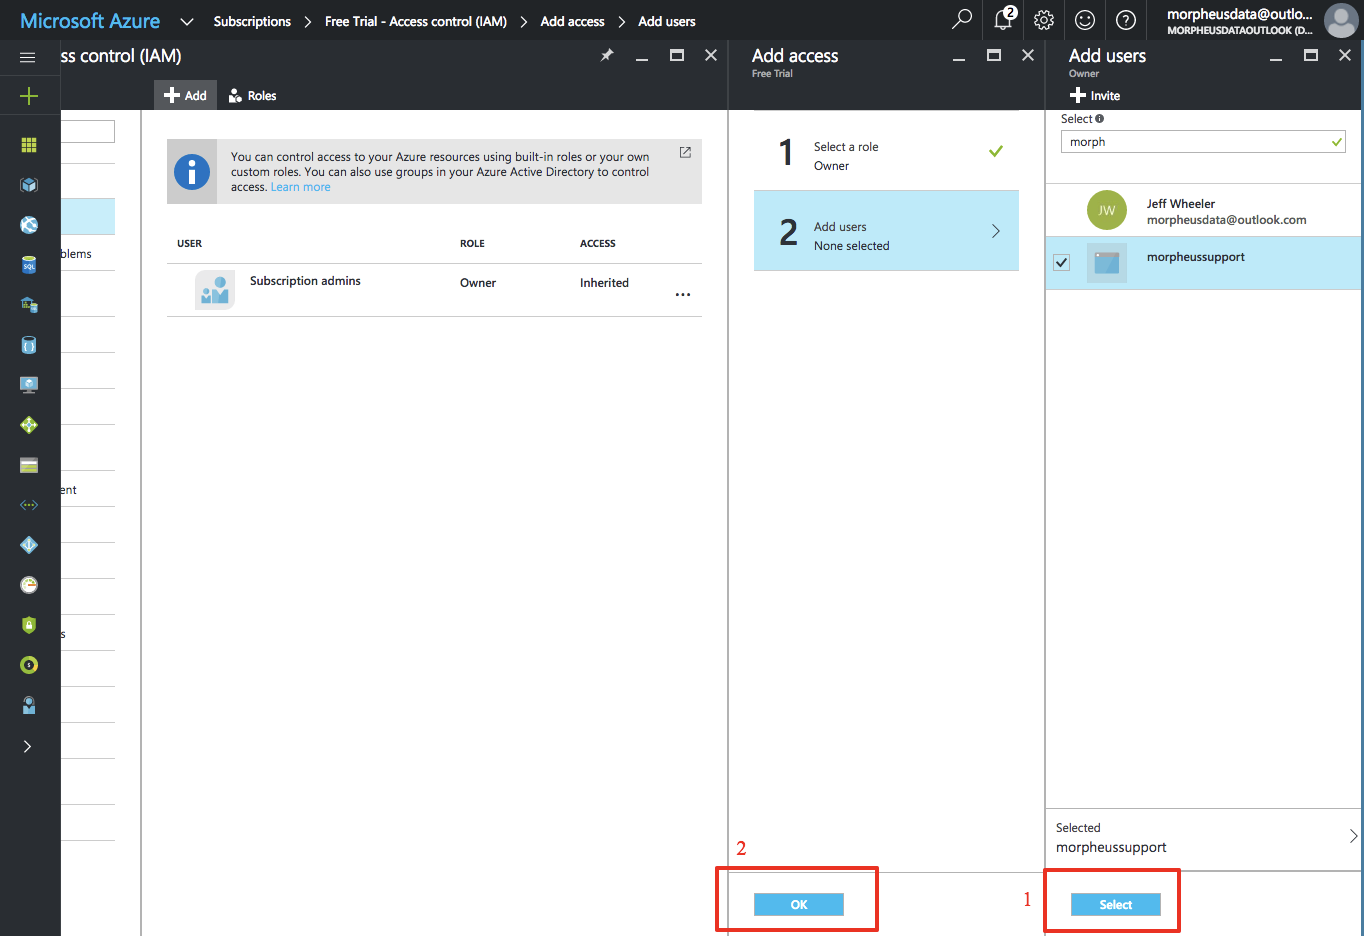 Microsoft Azure
Subscriptions > Free Trial - Access control (IAM) > Add access > Add users
2
morpheusdata@outlo...
MORPHEUSDATAOUTLOOK (D...
ss control (IAM)
Add
Roles
blems
ent
s
You can control access to your Azure resources using built-in roles or your own
custom roles. You can also use groups in your Azure Active Directory to control
access. Learn more
USER ROLE ACCESS
Subscription admins Owner Inherited ...
Add access
Free Trial
1 Select a role
Owner
2 Add users
None selected
2
OK
Add users
Owner
Invite
Select
morph
JW
Jeff Wheeler
morpheusdata@outlook.com
morpheussupport
Selected
morpheussupport
1
Select
SQL